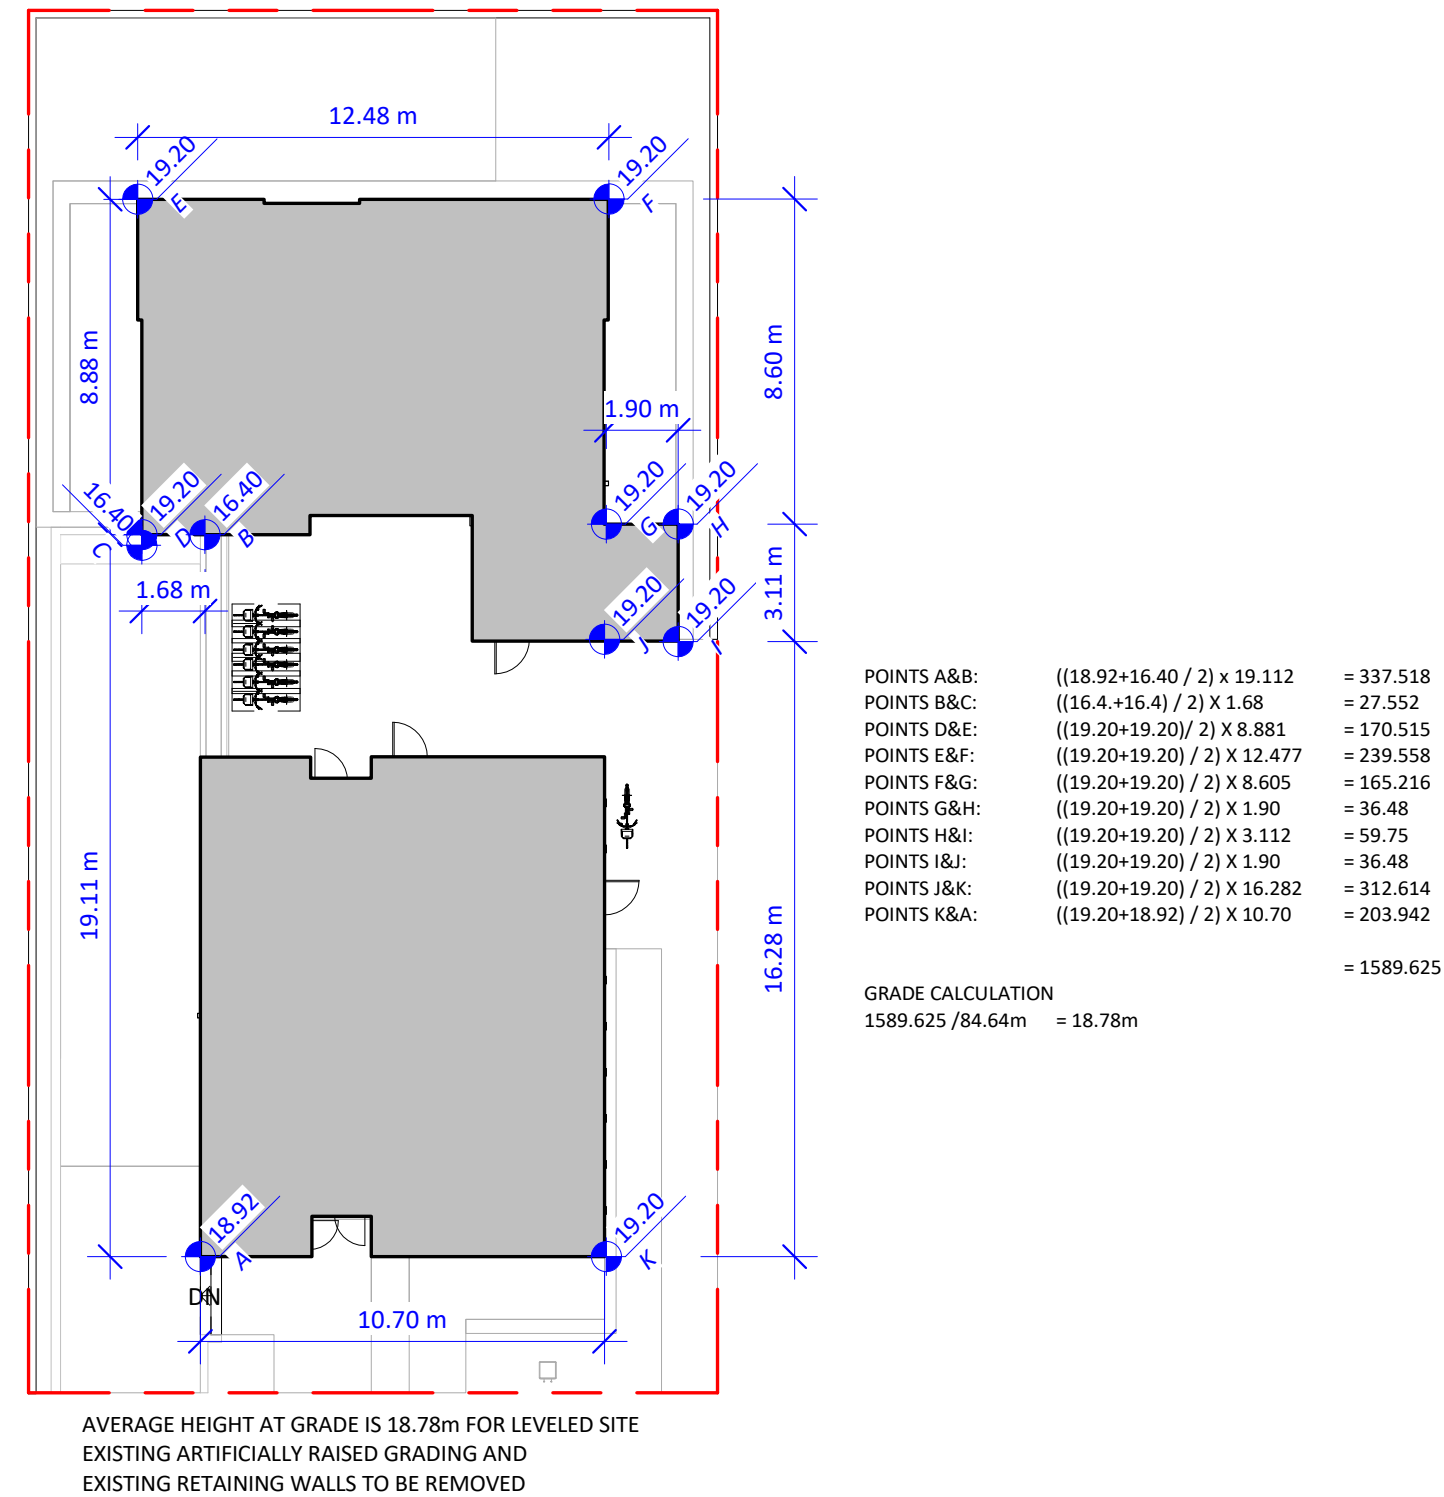 12.48 m
19.20
E
19.20
F
8.88 m
8.60 m
1.90 m
16.40
C
19.20
D
16.40
B
19.20
G
19.20
H
1.68 m
3.11 m
19.20
J
19.20
I
POINTS A&B: ((18.92+16.40 / 2) x 19.112 = 337.518
POINTS B&C: ((16.4.+16.4) / 2) X 1.68 = 27.552
POINTS D&E: ((19.20+19.20)/ 2) X 8.881 = 170.515
POINTS E&F: ((19.20+19.20) / 2) X 12.477 = 239.558
POINTS F&G: ((19.20+19.20) / 2) X 8.605 = 165.216
POINTS G&H: ((19.20+19.20) / 2) X 1.90 = 36.48
POINTS H&I: ((19.20+19.20) / 2) X 3.112 = 59.75
POINTS I&J: ((19.20+19.20) / 2) X 1.90 = 36.48
POINTS J&K: ((19.20+19.20) / 2) X 16.282 = 312.614
POINTS K&A: ((19.20+18.92) / 2) X 10.70 = 203.942
= 1589.625
GRADE CALCULATION
1589.625 /84.64m = 18.78m
19.11 m
16.28 m
18.92
A
19.20
K
DN
10.70 m
AVERAGE HEIGHT AT GRADE IS 18.78m FOR LEVELED SITE
EXISTING ARTIFICIALLY RAISED GRADING AND
EXISTING RETAINING WALLS TO BE REMOVED